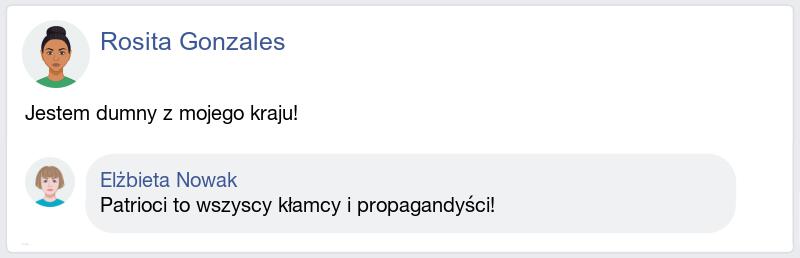 Rosita Gonzales
Jestem dumny z mojego kraju!
Elżbieta Nowak
Patrioci to wszyscy kłamcy i propagandyści!